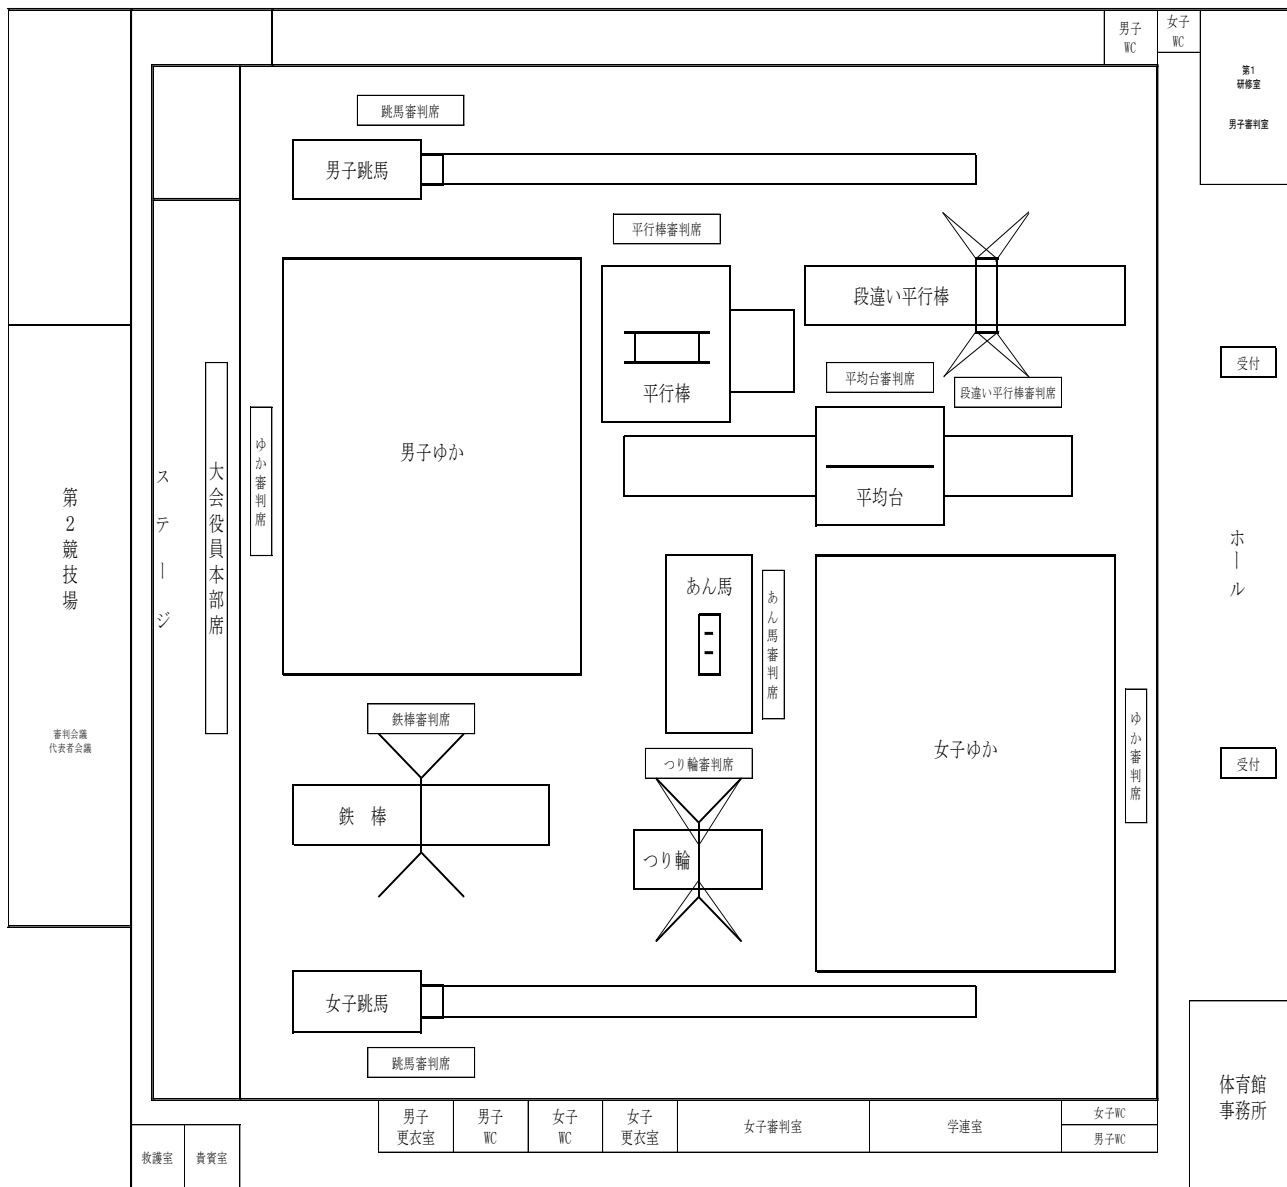 男子
WC
女子
WC
第1
研修室
男子審判室
跳馬審判席
男子跳馬
平行棒審判席
段違い平行棒
平行棒
平均台審判席
段違い平行棒審判席
受付
ゆか審判席
男子ゆか
平均台
第2競技場
ステージ
大会役員本部席
ホール
あん馬
あん馬審判席
審判会議
代表者会議
鉄棒審判席
つり輪審判席
女子ゆか
ゆか審判席
受付
鉄 棒
つり輪
女子跳馬
跳馬審判席
体育館
事務所
男子
更衣室
男子
WC
女子
WC
女子
更衣室
女子審判室
学連室
女子WC
男子WC
救護室
貴賓室